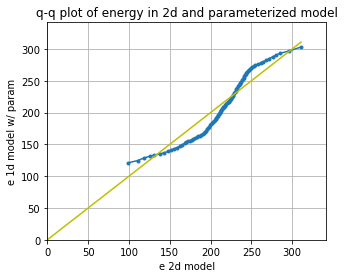 q-q plot of energy in 2d and parameterized model
e 1d model w/ param
300
250
200
150
100
50
0
0 50 100 150 200 250 300
e 2d model